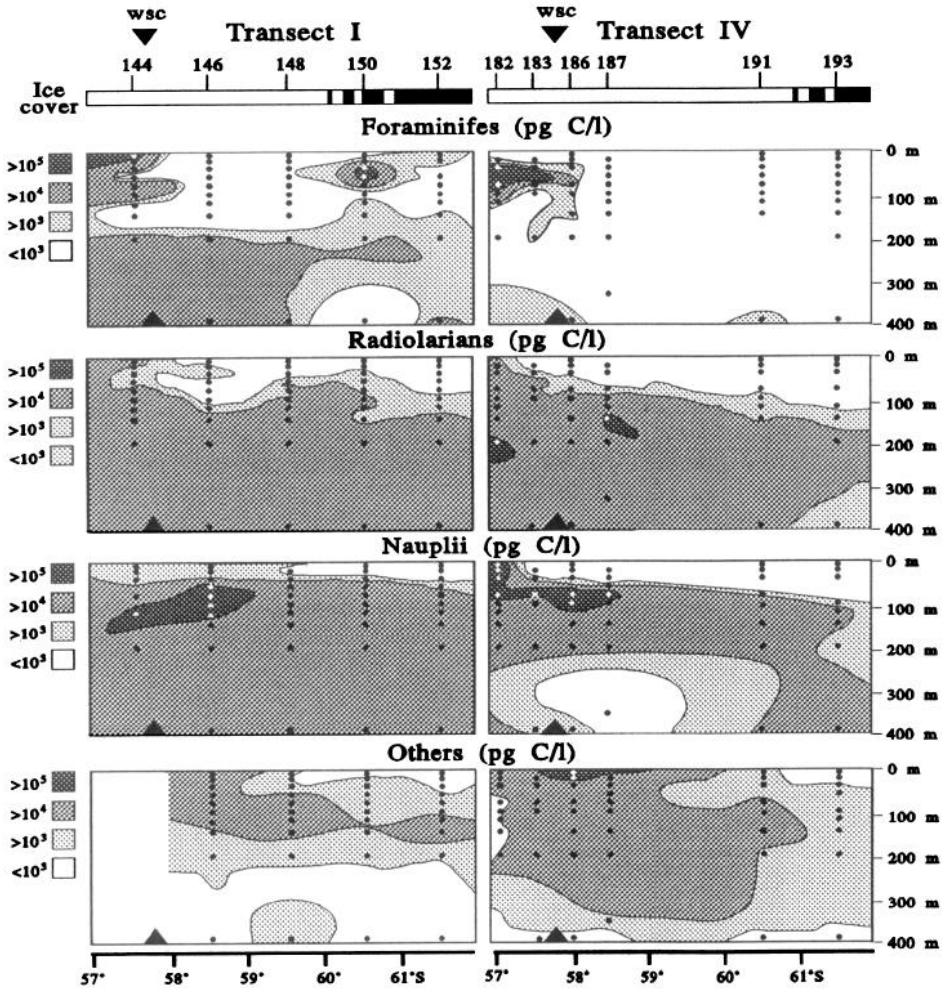 wsc wsc
Transect I Transect IV
144 146 148 150 152 182 183 186 187 191 193
Ice cover
Foraminifes (pg C/l)
>10⁵
>10⁴
>10³
<10³
0 m
100 m
200 m
300 m
400 m
Radiolarians (pg C/l)
>10⁵
>10⁴
>10³
<10³
0 m
100 m
200 m
300 m
400 m
Nauplii (pg C/l)
>10⁵
>10⁴
>10³
<10³
0 m
100 m
200 m
300 m
400 m
Others (pg C/l)
>10⁵
>10⁴
>10³
<10³
0 m
100 m
200 m
300 m
400 m
57° 58° 59° 60° 61°S 57° 58° 59° 60° 61°S